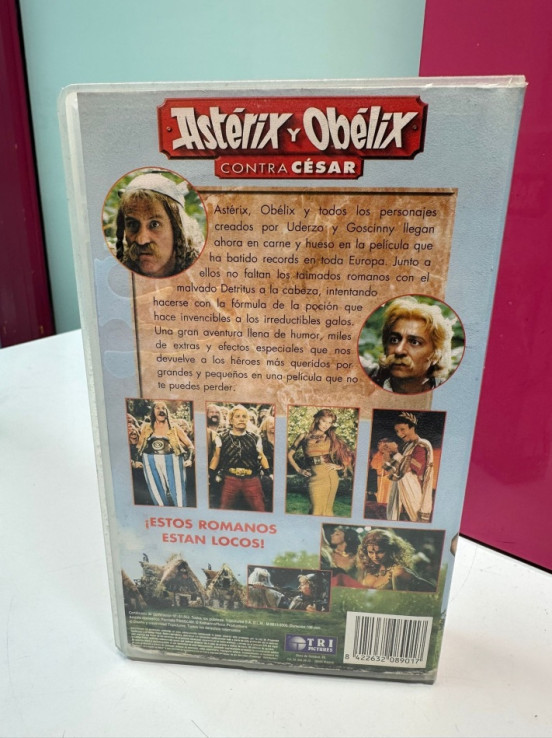 Astérix Y Obélix
CONTRA CÉSAR
Astérix, Obélix y todos los personajes
creados por Uderzo y Goscinny llegan
ahora en carne y hueso en la película que
ha batido records en toda Europa. Junto a
ellos no faltan los taimados romanos con el
malvado Detritus a la cabeza, intentando
hacerse con la fórmula de la poción que
hace invencibles a los irreductibles galos.
Una gran aventura llena de humor, miles
de extras y efectos especiales que nos
devuelve a los héroes más queridos por
grandes y pequeños en una película que no
te puedes perder.
¡ESTOS ROMANOS
ESTAN LOCOS!
TRI
PICTURES
8 422632 089017